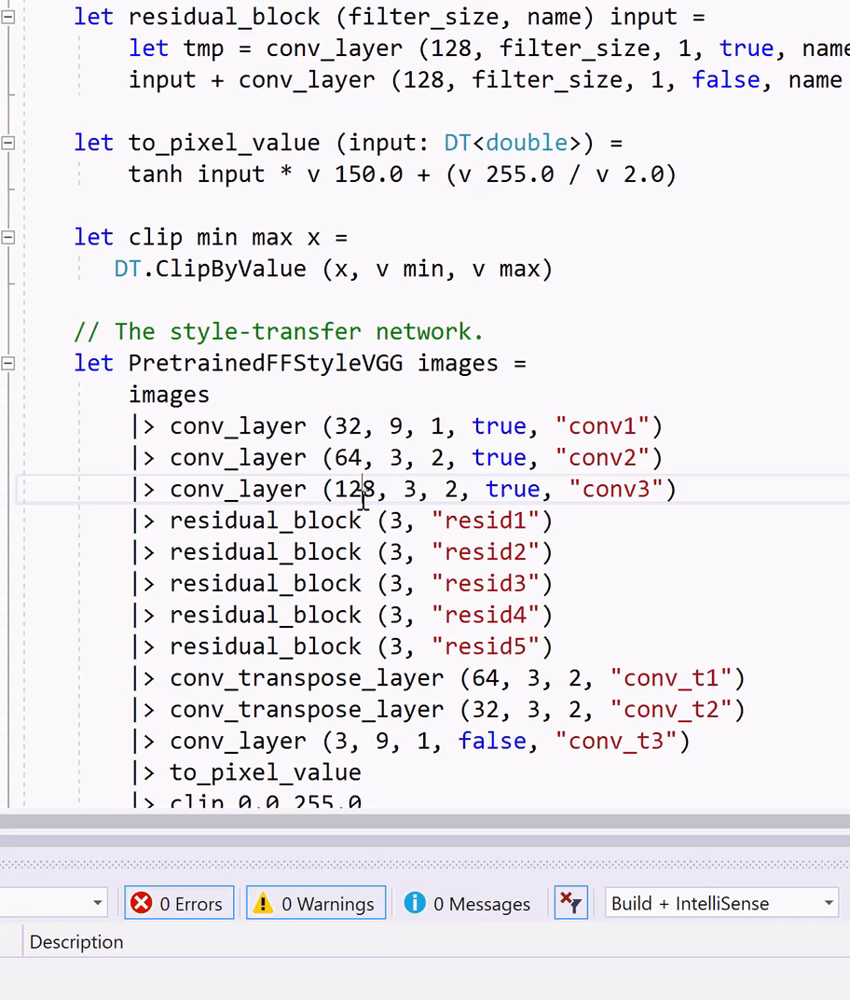 let residual_block (filter_size, name) input =
let tmp = conv_layer (128, filter_size, 1, true, name
input + conv_layer (128, filter_size, 1, false, name
let to_pixel_value (input: DT<double>) =
tanh input * v 150.0 + (v 255.0 / v 2.0)
let clip min max x =
DT.ClipByValue (x, v min, v max)
// The style-transfer network.
let PretrainedFFStyleVGG images =
images
|> conv_layer (32, 9, 1, true, "conv1")
|> conv_layer (64, 3, 2, true, "conv2")
|> conv_layer (128, 3, 2, true, "conv3")
|> residual_block (3, "resid1")
|> residual_block (3, "resid2")
|> residual_block (3, "resid3")
|> residual_block (3, "resid4")
|> residual_block (3, "resid5")
|> conv_transpose_layer (64, 3, 2, "conv_t1")
|> conv_transpose_layer (32, 3, 2, "conv_t2")
|> conv_layer (3, 9, 1, false, "conv_t3")
|> to_pixel_value
|> clip 0.0 255.0
0 Errors 0 Warnings 0 Messages Build + IntelliSense
Description